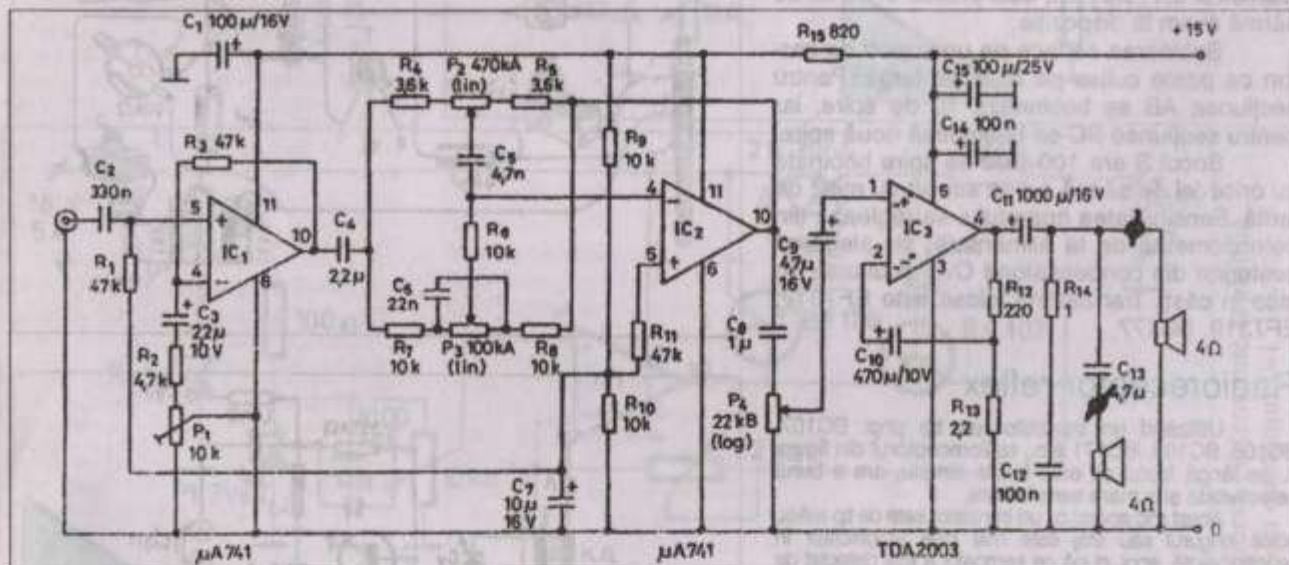 C1 100µ/16V
R15 820
+15V
R4
3,6k
P2 470kA
(lin)
R5
3,6k
C15 100µ/25V
C14 100n
R3 47k
C2
330n
C5
4,7n
R9
10k
5
+
11
IC1
10
4
-
6
C4
2,2µ
R1
47k
C3
22µ
10V
R2
4,7k
P1
10k
R6
10k
C6
22n
R7
10k
P3 100kA
(lin)
R8
10k
4
-
11
IC2
10
5
+
6
R11
47k
R10
10k
C7
10µ
16V
C9
4,7µ
16V
C8
1µ
P4
22kB
(log)
1
+
5
IC3
4
2
-
3
C11 1000µ/16V
R12
220
R14
1
C10
470µ/10V
R13
2,2
C12
100n
C13
4,7µ
4Ω
4Ω
0
µA741
µA741
TDA2003